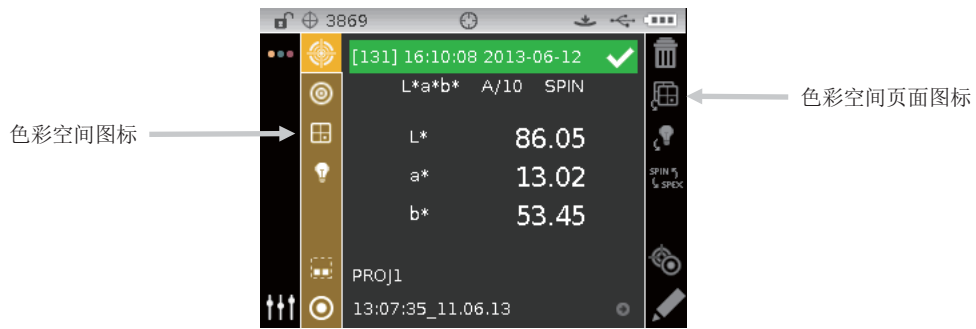 3869
[131] 16:10:08 2013-06-12
L*a*b* A/10 SPIN
色彩空间页面图标
色彩空间图标
L* 86.05
a* 13.02
SPIN
SPEX
b* 53.45
PROJ1
13:07:35_11.06.13